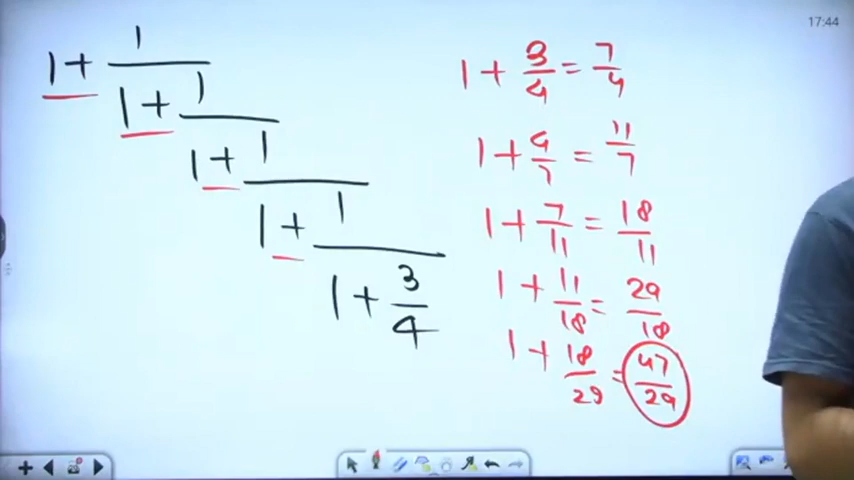 17:44
1 + 1
1 + 1
1 + 1
1 + 1
1 + 3/4
1 + 3/4 = 7/4
1 + 4/7 = 11/7
1 + 7/11 = 18/11
1 + 11/18 = 29/18
1 + 18/29 = 47/29